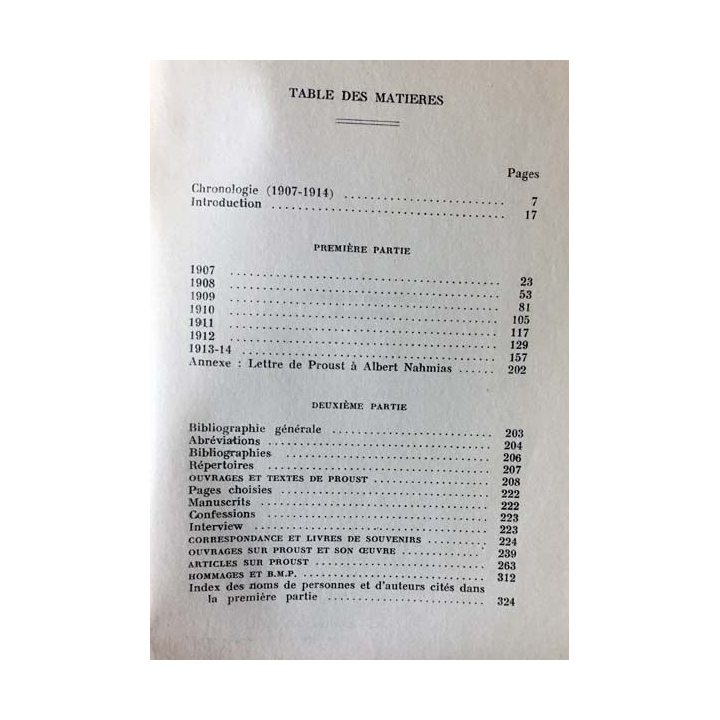 TABLE DES MATIERES
Pages
Chronologie (1907-1914) ........................ 7
Introduction ........................ 17
PREMIÈRE PARTIE
1907 ........................ 23
1908 ........................ 53
1909 ........................ 81
1910 ........................ 105
1911 ........................ 117
1912 ........................ 129
1913-14 ........................ 157
Annexe : Lettre de Proust à Albert Nahmias ...... 202
DEUXIÈME PARTIE
Bibliographie générale ........................ 203
Abréviations ........................ 204
Bibliographies ........................ 206
Répertoires ........................ 207
OUVRAGES ET TEXTES DE PROUST ........................ 208
Pages choisies ........................ 222
Manuscrits ........................ 222
Confessions ........................ 223
Interview ........................ 223
CORRESPONDANCE ET LIVRES DE SOUVENIRS ........ 224
OUVRAGES SUR PROUST ET SON ŒUVRE ............ 239
ARTICLES SUR PROUST ........................ 263
HOMMAGES ET B.M.P. ........................ 312
Index des noms de personnes et d'auteurs cités dans
la première partie ........................ 324